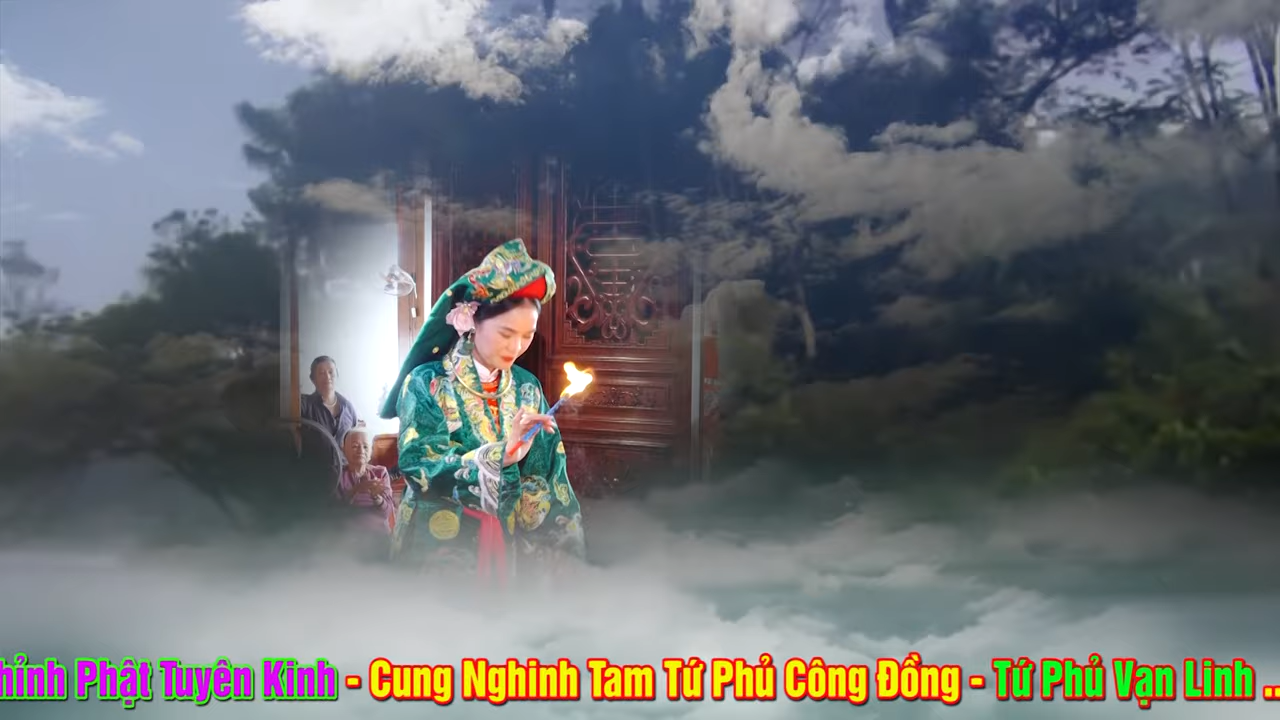 hỉnh Phật Tuyên Kinh - Cung Nghinh Tam Tứ Phủ Công Đồng - Tứ Phủ Vạn Linh ..